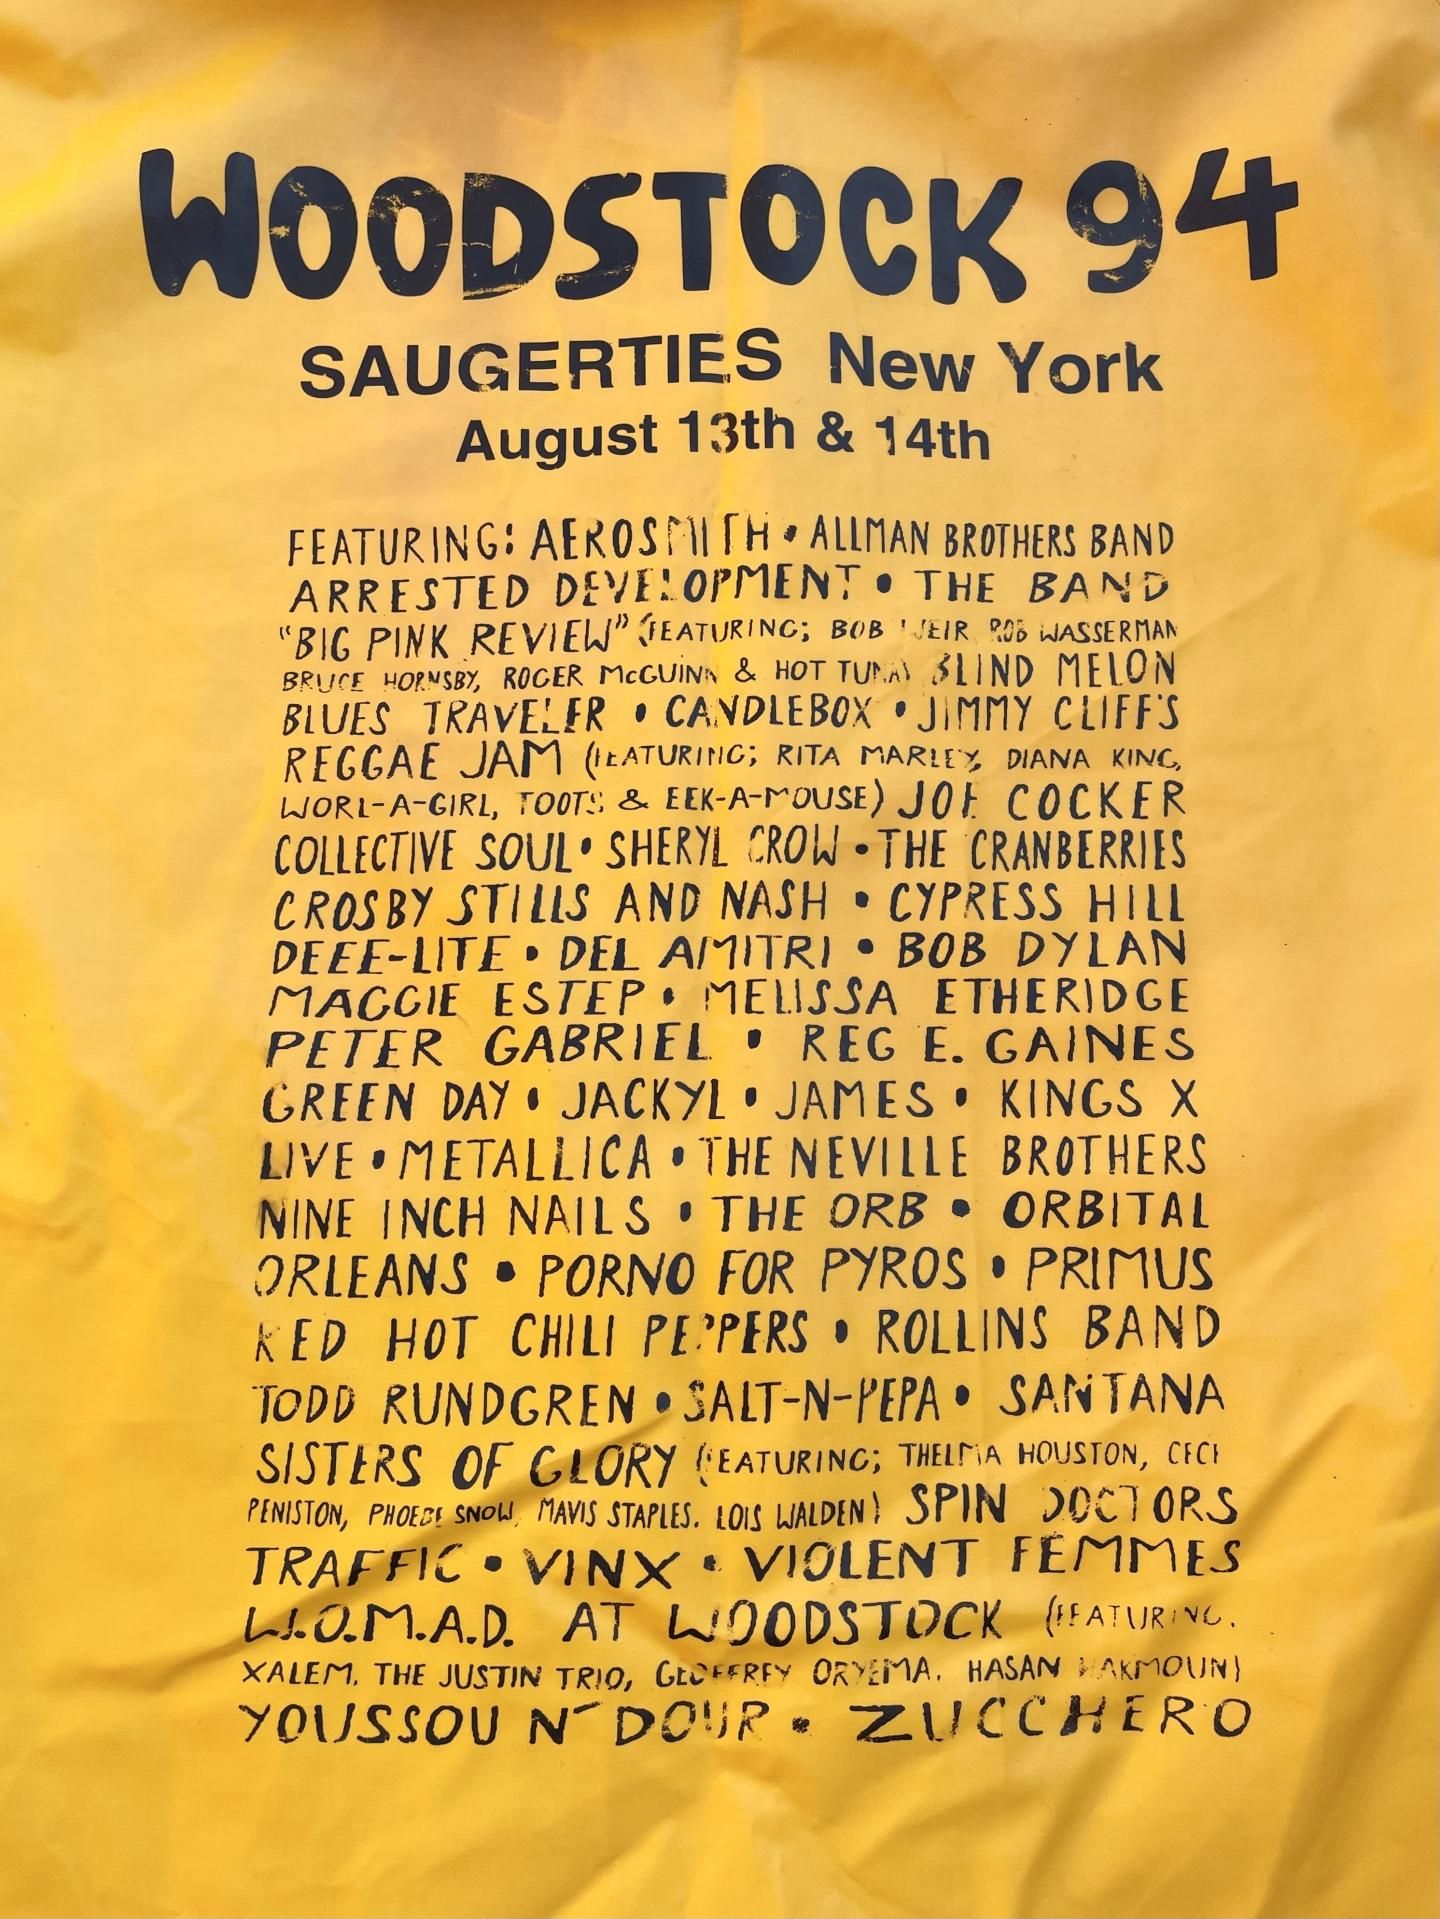 WOODSTOCK 94
SAUGERTIES New York
August 13th & 14th
FEATURING: AEROSMITH • ALLMAN BROTHERS BAND
ARRESTED DEVELOPMENT • THE BAND
"BIG PINK REVIEW" (FEATURING; BOB WEIR ROB WASSERMAN
BRUCE HORNSBY, ROGER McGUINN & HOT TUNA) BLIND MELON
BLUES TRAVELER • CANDLEBOX • JIMMY CLIFF'S
REGGAE JAM (FEATURING; RITA MARLEY, DIANA KING,
WORL-A-GIRL, TOOTS & EEK-A-MOUSE) JOE COCKER
COLLECTIVE SOUL • SHERYL CROW • THE CRANBERRIES
CROSBY STILLS AND NASH • CYPRESS HILL
DEEE-LITE • DEL AMITRI • BOB DYLAN
MAGGIE ESTEP • MELISSA ETHERIDGE
PETER GABRIEL • REG E. GAINES
GREEN DAY • JACKYL • JAMES • KINGS X
LIVE • METALLICA • THE NEVILLE BROTHERS
NINE INCH NAILS • THE ORB • ORBITAL
ORLEANS • PORNO FOR PYROS • PRIMUS
RED HOT CHILI PEPPERS • ROLLINS BAND
TODD RUNDGREN • SALT-N-PEPA • SANTANA
SISTERS OF GLORY (FEATURING; THELMA HOUSTON, CECE
PENISTON, PHOEBE SNOW, MAVIS STAPLES. LOIS WALDEN) SPIN DOCTORS
TRAFFIC • VINX • VIOLENT FEMMES
W.O.M.A.D. AT WOODSTOCK (FEATURING.
XALEM. THE JUSTIN TRIO, GEOFFREY ORYEMA. HASAN HAKMOUN)
YOUSSOU N'DOUR • ZUCCHERO